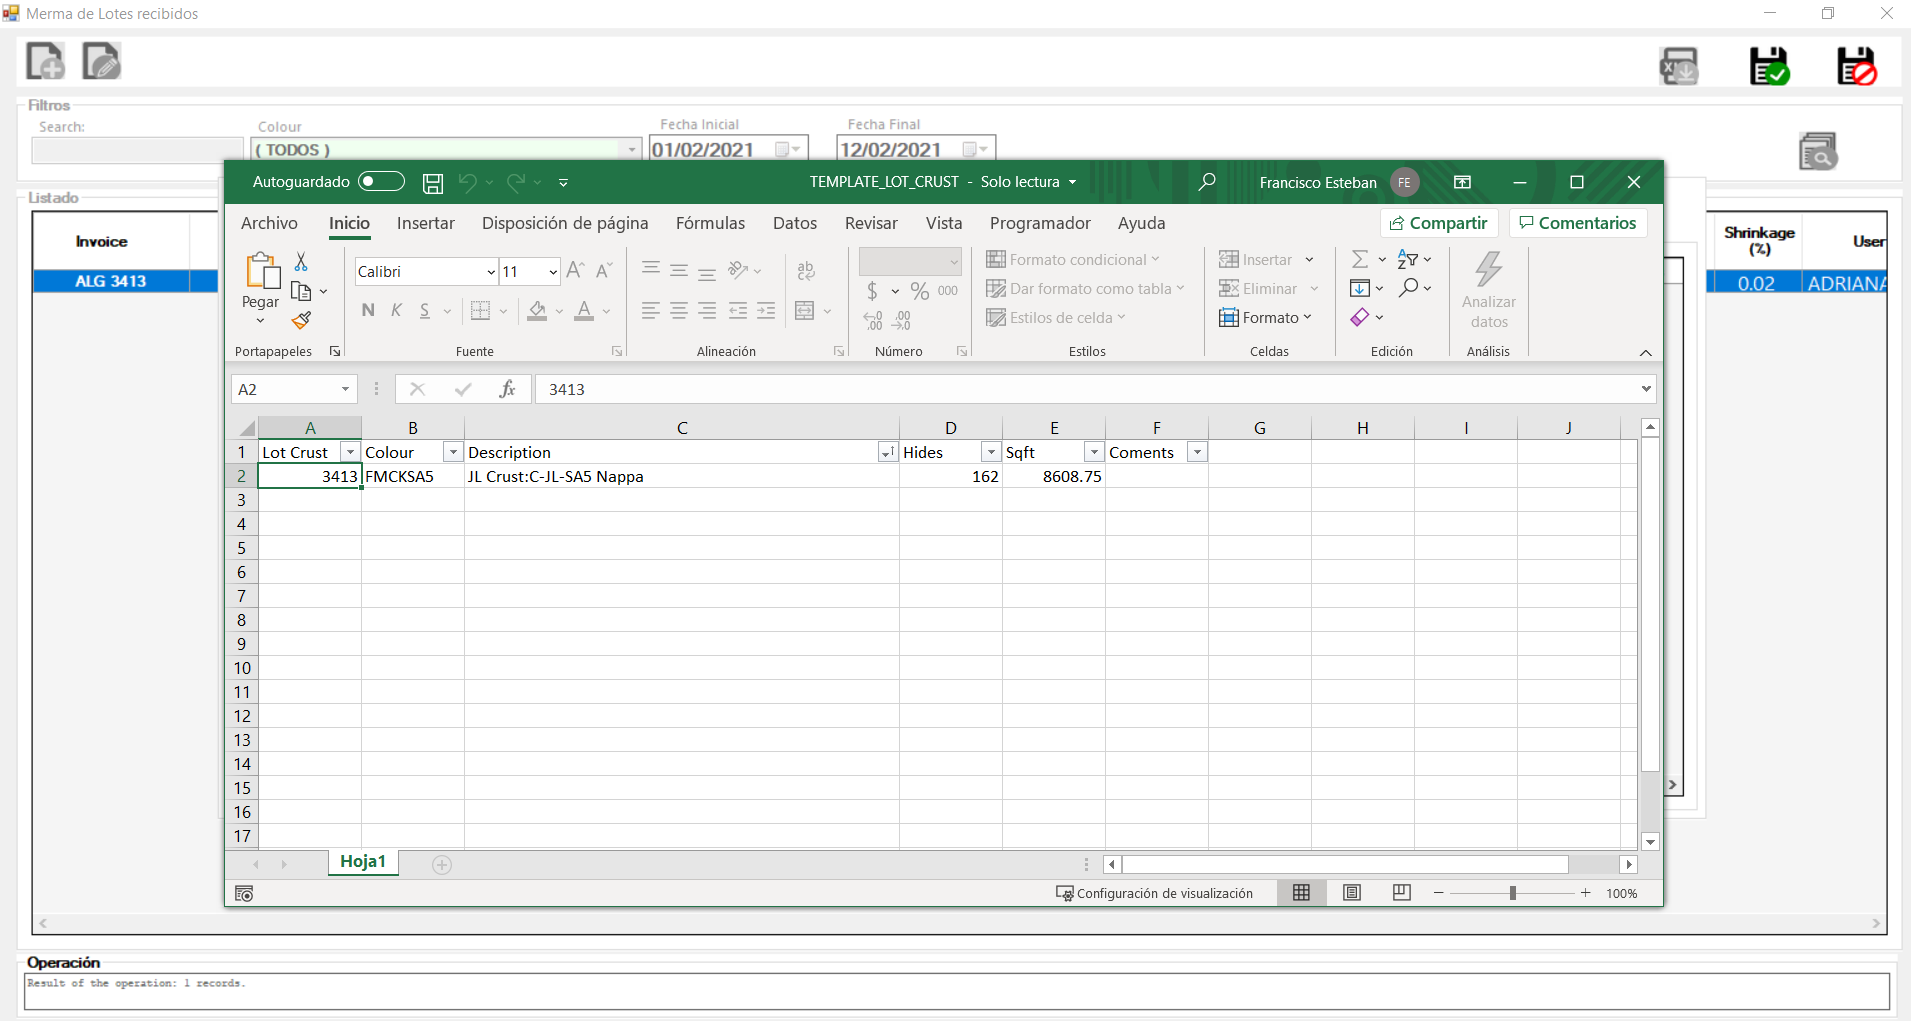 Merma de Lotes recibidos
Filtros
Search:
Colour
( TODOS )
Fecha Inicial
01/02/2021
Fecha Final
12/02/2021
Listado
Invoice
ALG 3413
Shrinkage
(%)
User
0.02
ADRIANA
Autoguardado
TEMPLATE_LOT_CRUST - Solo lectura
Francisco Esteban
FE
Archivo
Inicio
Insertar
Disposición de página
Fórmulas
Datos
Revisar
Vista
Programador
Ayuda
Compartir
Comentarios
Pegar
Portapapeles
Calibri
11
A A
N K S
A
Fuente
ab
Alineación
$ % 000
Número
Formato condicional
Dar formato como tabla
Estilos de celda
Estilos
Insertar
Eliminar
Formato
Celdas
Edición
Analizar
datos
Análisis
A2
fx
3413
A B C D E F G H I J
1 Lot Crust Colour Description Hides Sqft Coments
2 3413 FMCKSA5 JL Crust:C-JL-SA5 Nappa 162 8608.75
3
4
5
6
7
8
9
10
11
12
13
14
15
16
17
Hoja1
Configuración de visualización
100%
Operación
Result of the operation: 1 records.